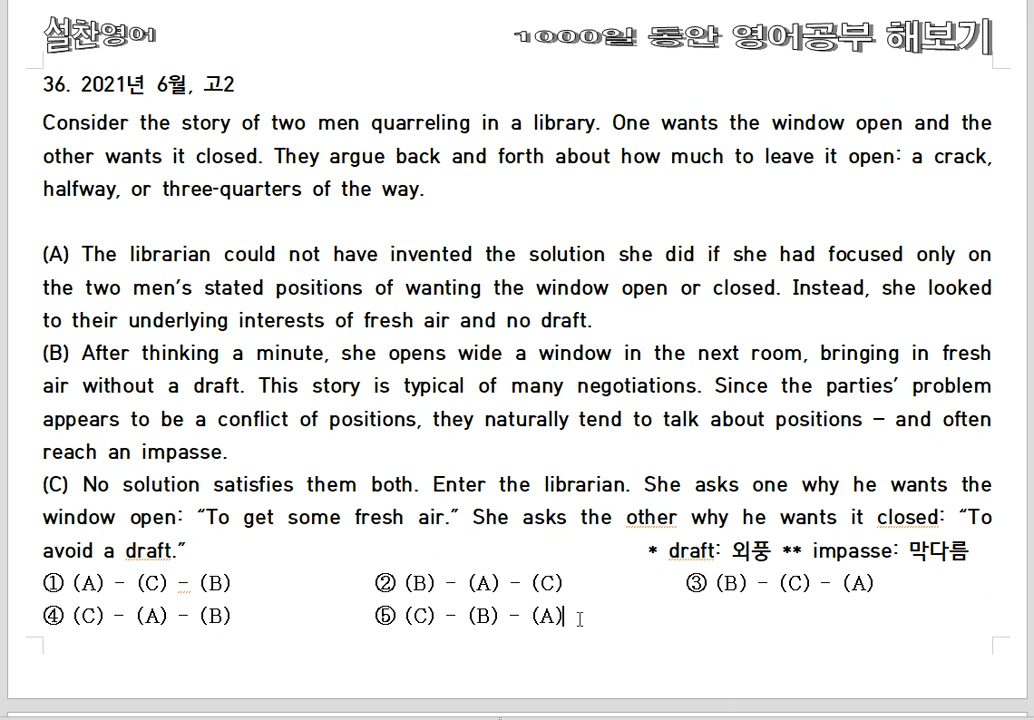 설찬영어 1000일 동안 영어공부 해보기
36. 2021년 6월, 고2
Consider the story of two men quarreling in a library. One wants the window open and the
other wants it closed. They argue back and forth about how much to leave it open: a crack,
halfway, or three-quarters of the way.
(A) The librarian could not have invented the solution she did if she had focused only on
the two men's stated positions of wanting the window open or closed. Instead, she looked
to their underlying interests of fresh air and no draft.
(B) After thinking a minute, she opens wide a window in the next room, bringing in fresh
air without a draft. This story is typical of many negotiations. Since the parties' problem
appears to be a conflict of positions, they naturally tend to talk about positions − and often
reach an impasse.
(C) No solution satisfies them both. Enter the librarian. She asks one why he wants the
window open: “To get some fresh air.” She asks the other why he wants it closed: “To
avoid a draft.” * draft: 외풍 ** impasse: 막다름
① (A) - (C) - (B) ② (B) - (A) - (C) ③ (B) - (C) - (A)
④ (C) - (A) - (B) ⑤ (C) - (B) - (A)